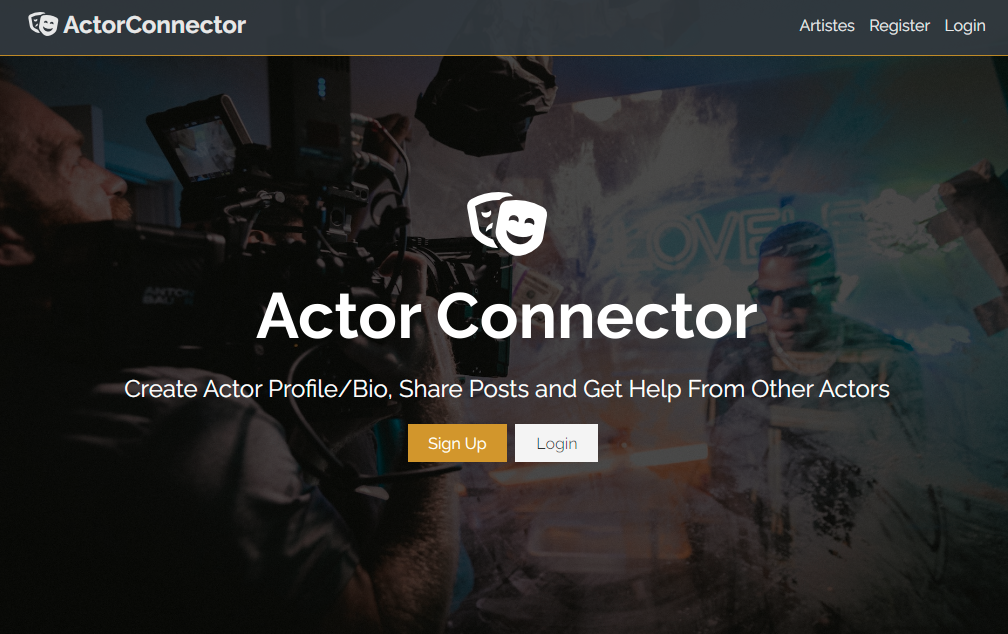 ActorConnector
Artistes Register Login
LOVE
Actor Connector
Create Actor Profile/Bio, Share Posts and Get Help From Other Actors
Sign Up
Login